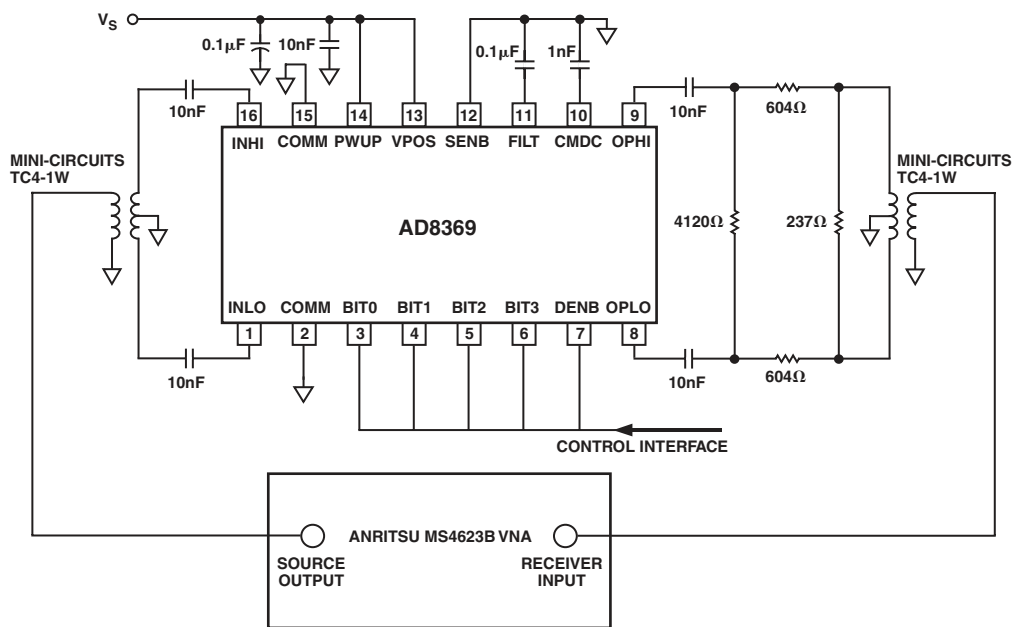 VS
0.1μF
10nF
0.1μF
1nF
10nF
10nF
604Ω
16
15
14
13
12
11
10
9
INHI
COMM
PWUP
VPOS
SENB
FILT
CMDC
OPHI
MINI-CIRCUITS
TC4-1W
MINI-CIRCUITS
TC4-1W
AD8369
4120Ω
237Ω
INLO
COMM
BIT0
BIT1
BIT2
BIT3
DENB
OPLO
1
2
3
4
5
6
7
8
10nF
10nF
604Ω
CONTROL INTERFACE
ANRITSU MS4623B VNA
SOURCE
OUTPUT
RECEIVER
INPUT